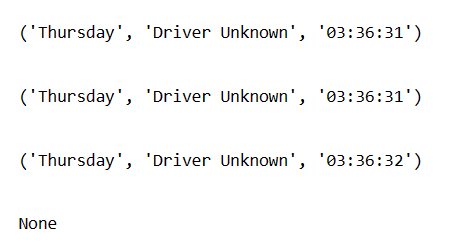 ('Thursday', 'Driver Unknown', '03:36:31')
('Thursday', 'Driver Unknown', '03:36:31')
('Thursday', 'Driver Unknown', '03:36:32')
None